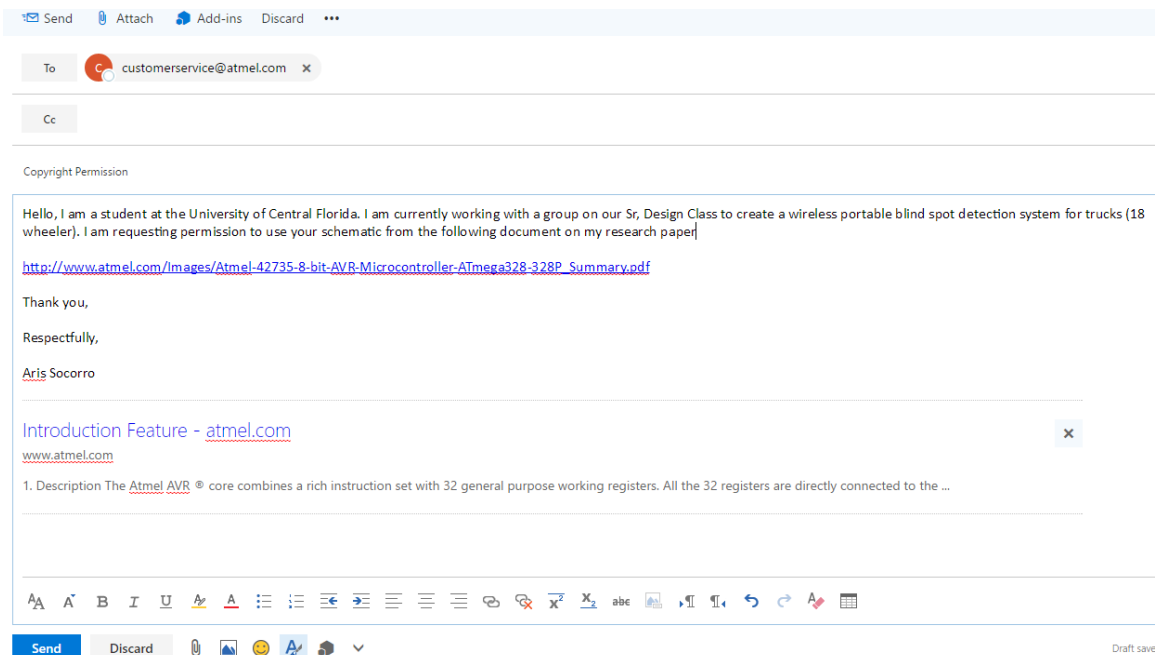 Send Attach Add-ins Discard •••
To C customerservice@atmel.com ×
Cc
Copyright Permission
Hello, I am a student at the University of Central Florida. I am currently working with a group on our Sr, Design Class to create a wireless portable blind spot detection system for trucks (18
wheeler). I am requesting permission to use your schematic from the following document on my research paper
http://www.atmel.com/Images/Atmel-42735-8-bit-AVR-Microcontroller-ATmega328-328P_Summary.pdf
Thank you,
Respectfully,
Aris Socorro
Introduction Feature - atmel.com
www.atmel.com
1. Description The Atmel AVR ® core combines a rich instruction set with 32 general purpose working registers. All the 32 registers are directly connected to the ...
AA A B I U A A X² X₂ abc ¶ ¶ A
Send Discard A Draft save